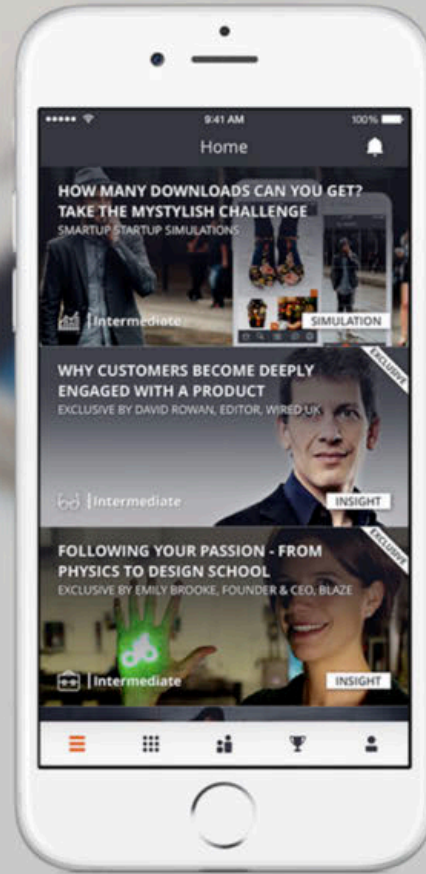 9:41 AM
100%
Home
HOW MANY DOWNLOADS CAN YOU GET?
TAKE THE MYSTYLISH CHALLENGE
SMARTUP STARTUP SIMULATIONS
Intermediate
SIMULATION
EXCLUSIVE
WHY CUSTOMERS BECOME DEEPLY
ENGAGED WITH A PRODUCT
EXCLUSIVE BY DAVID ROWAN, EDITOR, WIRED UK
Intermediate
INSIGHT
EXCLUSIVE
FOLLOWING YOUR PASSION - FROM
PHYSICS TO DESIGN SCHOOL
EXCLUSIVE BY EMILY BROOKE, FOUNDER & CEO, BLAZE
Intermediate
INSIGHT